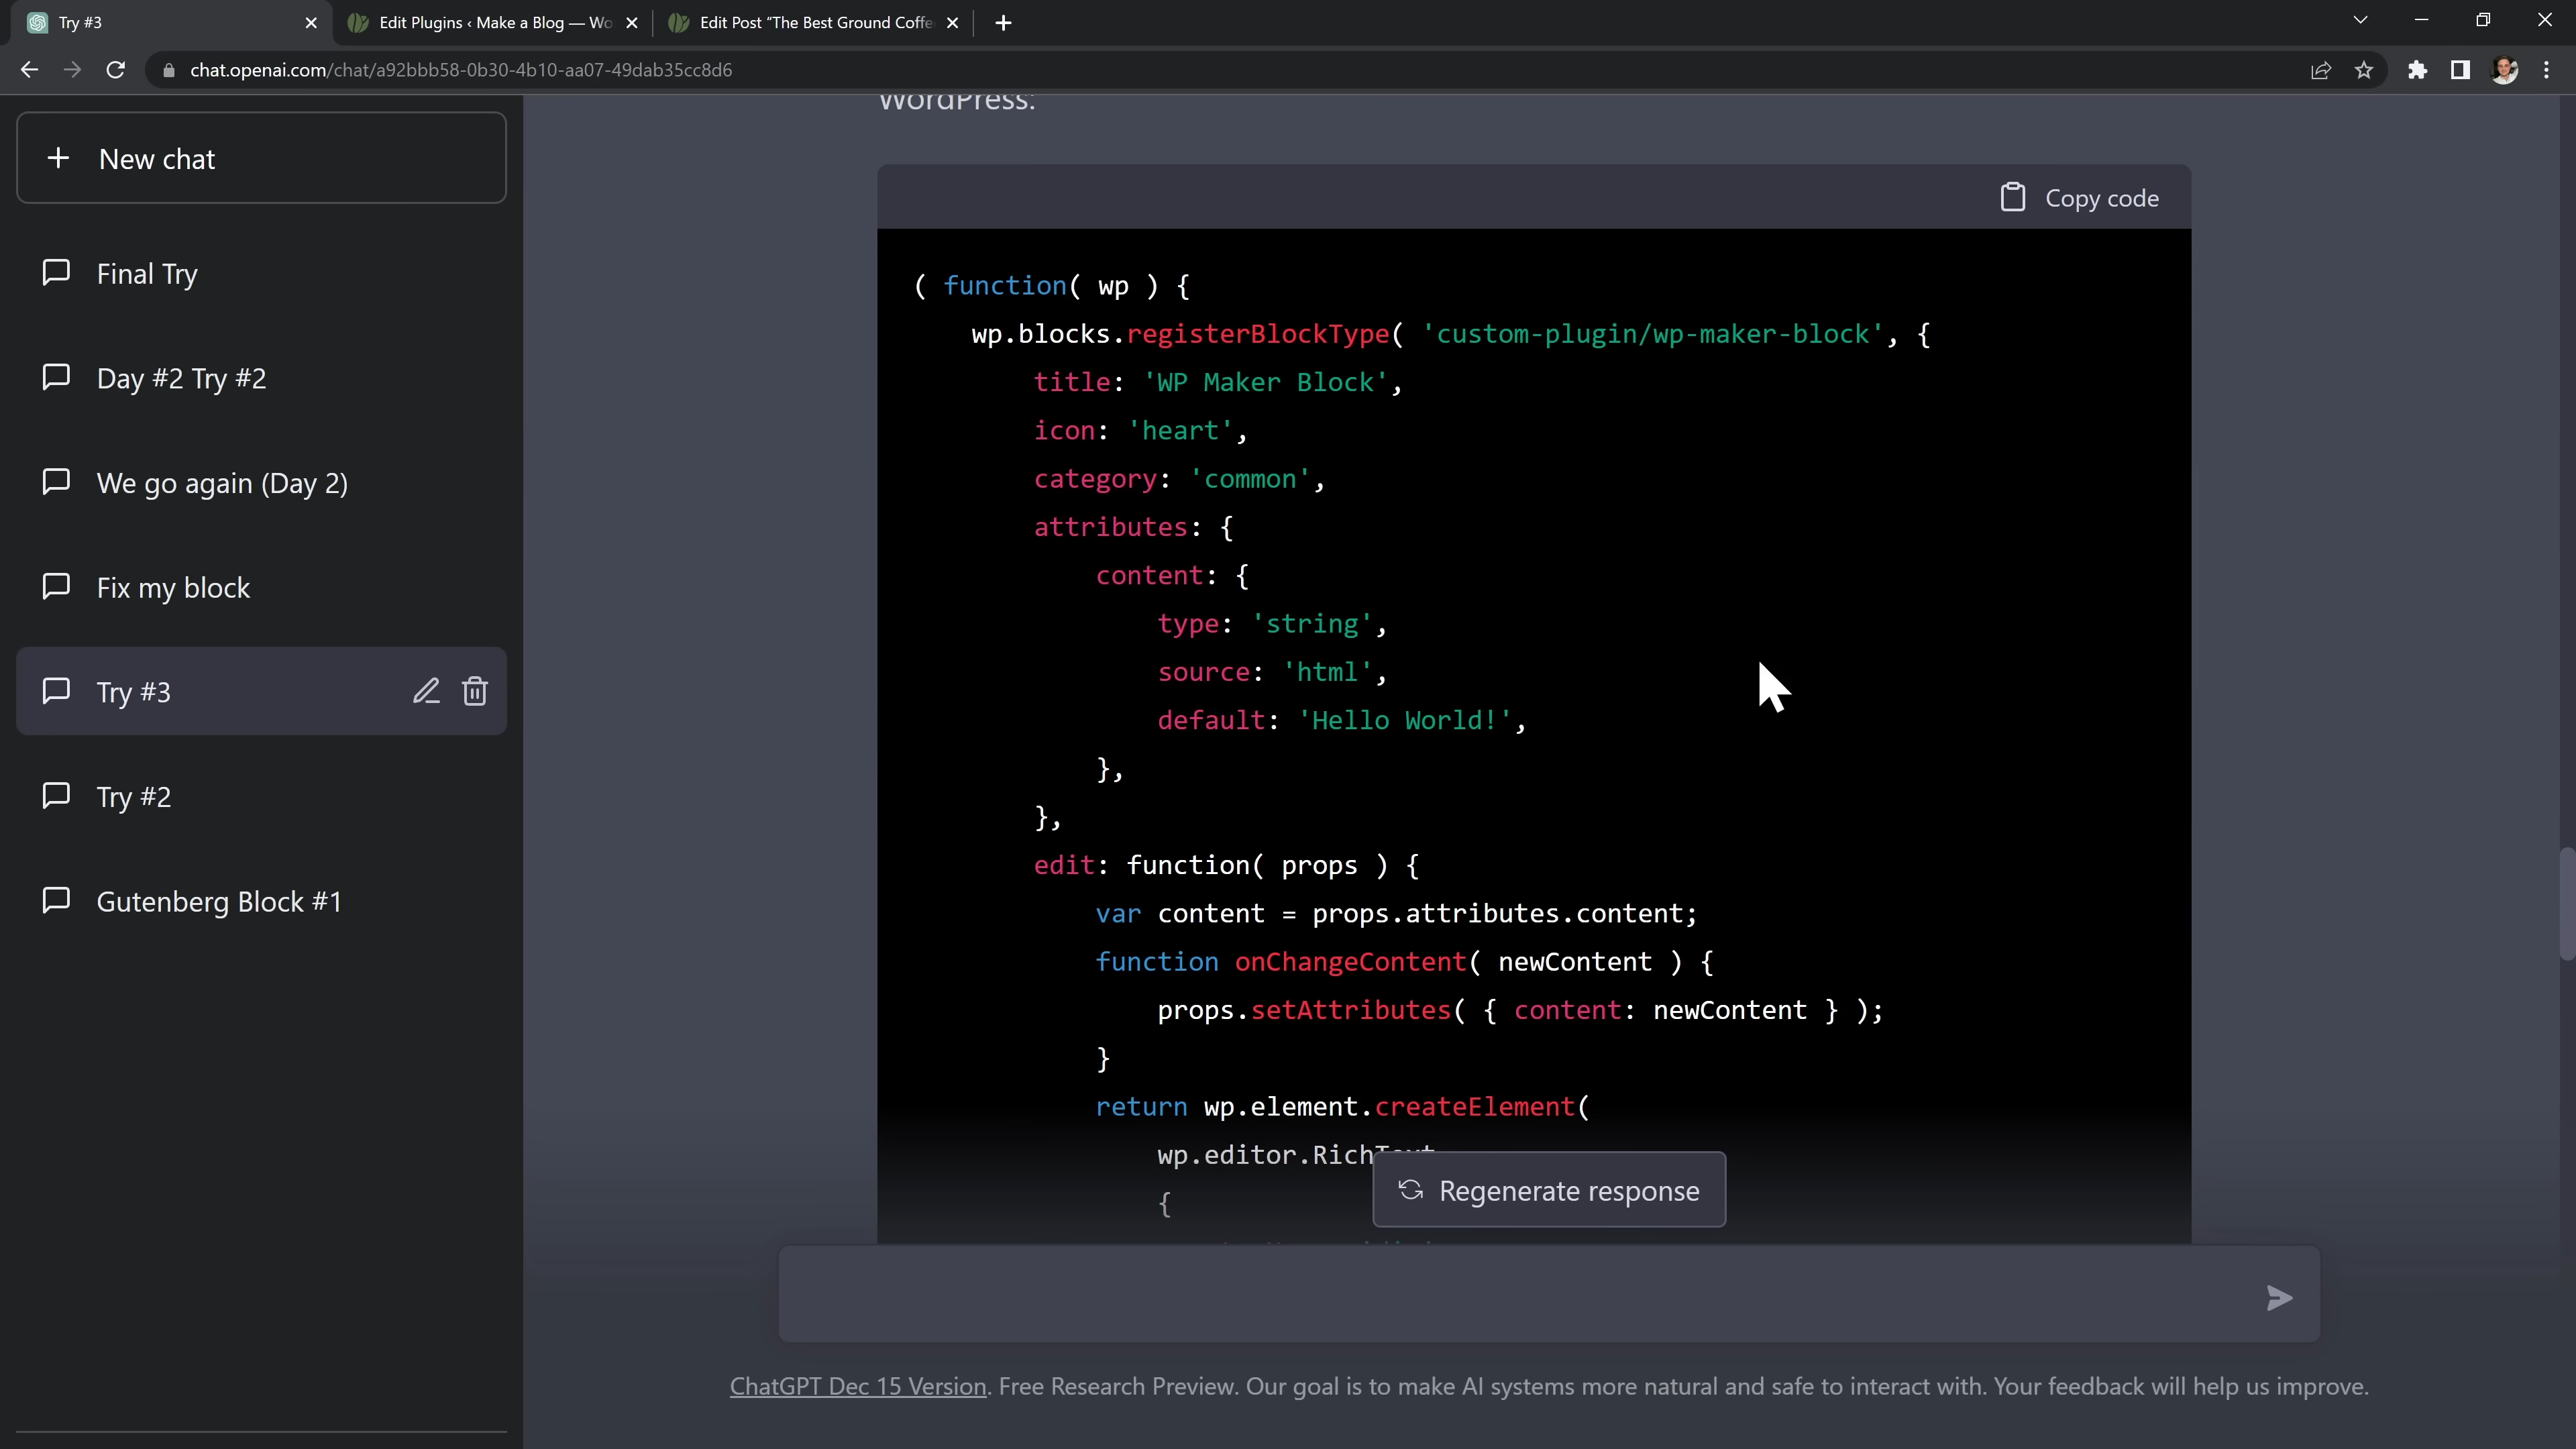 Try #3
Edit Plugins ‹ Make a Blog — Wo
Edit Post “The Best Ground Coffe
chat.openai.com/chat/a92bbb58-0b30-4b10-aa07-49dab35cc8d6
New chat
Final Try
Day #2 Try #2
We go again (Day 2)
Fix my block
Try #3
Try #2
Gutenberg Block #1
WordPress:
Copy code
( function( wp ) {
wp.blocks.registerBlockType( 'custom-plugin/wp-maker-block', {
title: 'WP Maker Block',
icon: 'heart',
category: 'common',
attributes: {
content: {
type: 'string',
source: 'html',
default: 'Hello World!',
},
},
edit: function( props ) {
var content = props.attributes.content;
function onChangeContent( newContent ) {
props.setAttributes( { content: newContent } );
}
return wp.element.createElement(
wp.editor.RichText
{
Regenerate response
ChatGPT Dec 15 Version. Free Research Preview. Our goal is to make AI systems more natural and safe to interact with. Your feedback will help us improve.